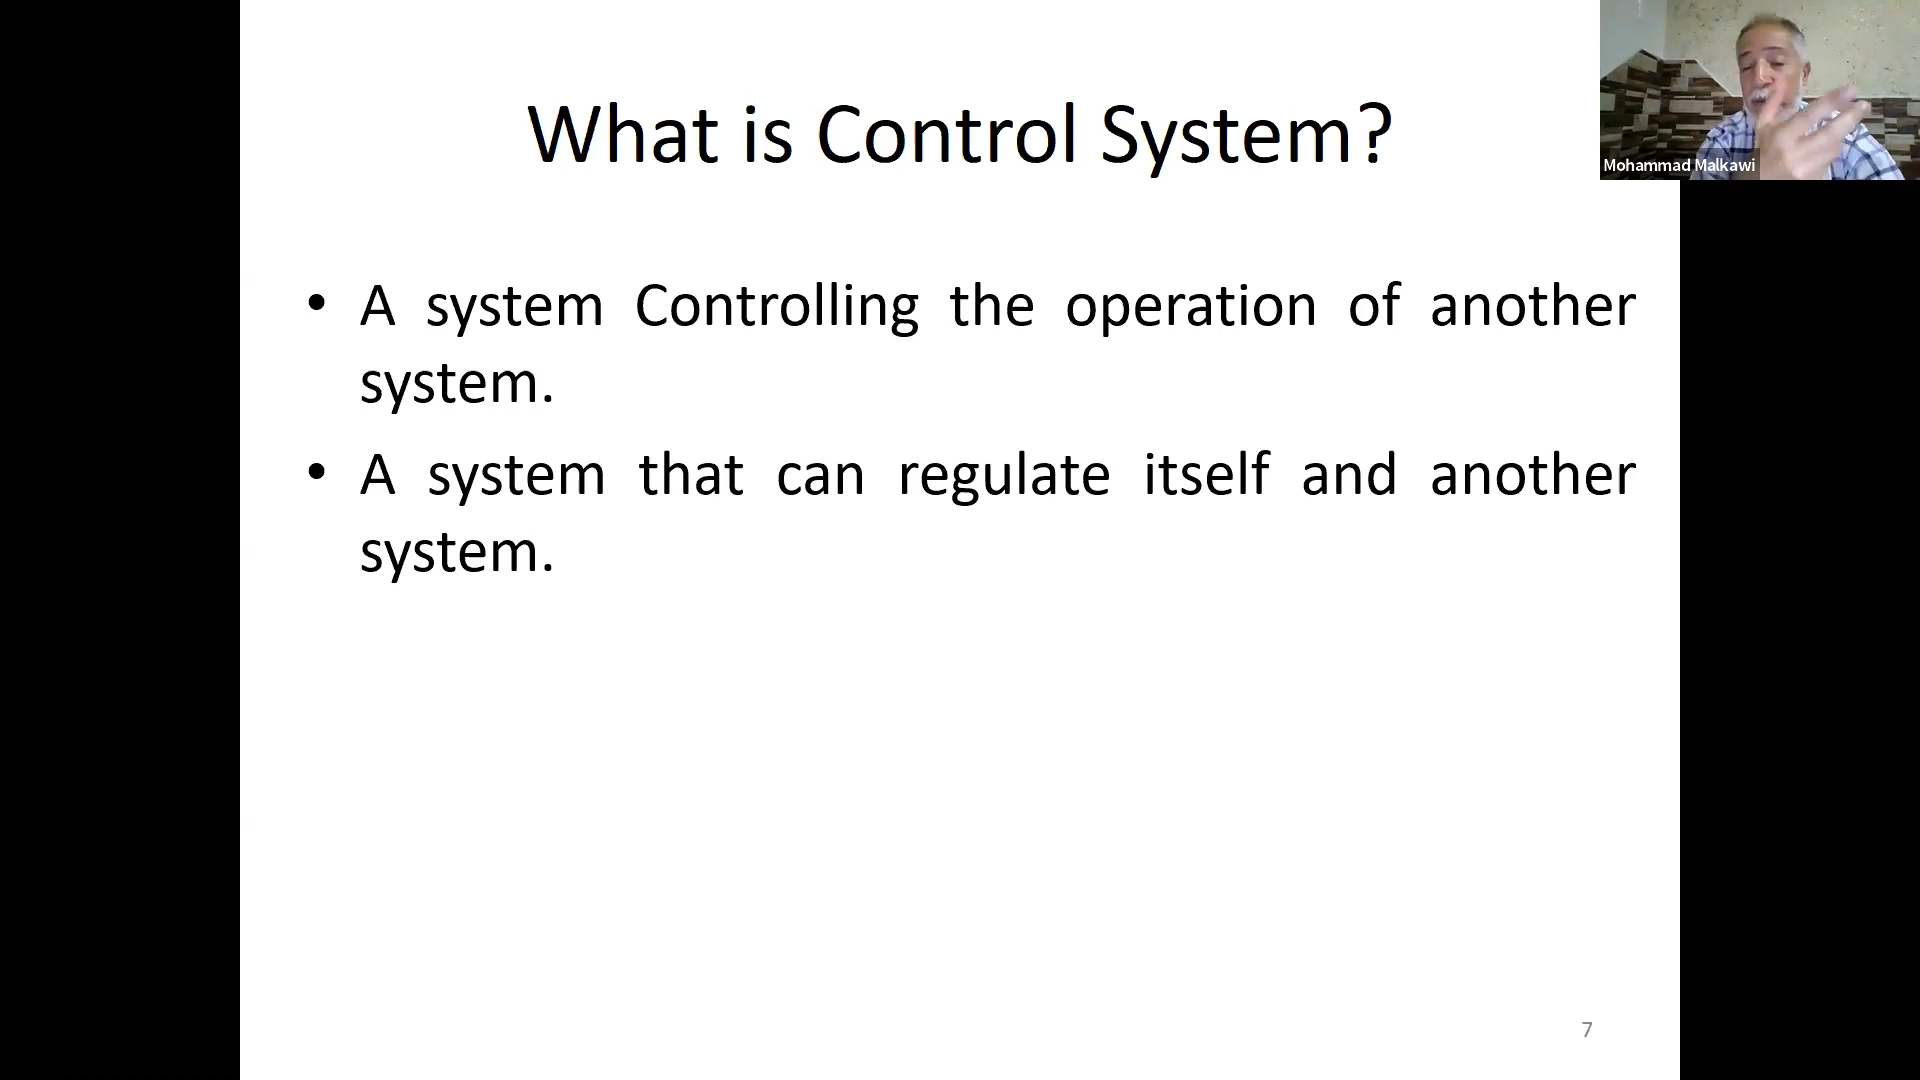 What is Control System?
Mohammad Malkawi
• A system Controlling the operation of another
system.
• A system that can regulate itself and another
system.
7